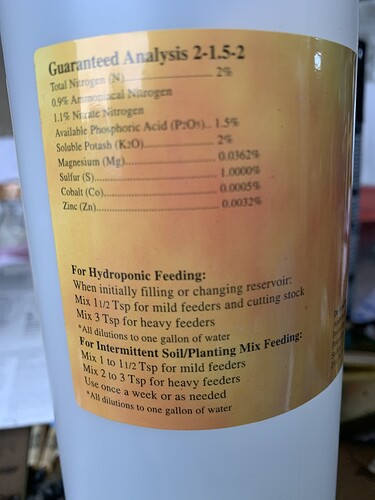 Guaranteed Analysis 2-1.5-2
Total Nitrogen (N)........................ 2%
0.9% Ammoniacal Nitrogen
1.1% Nitrate Nitrogen
Available Phosphoric Acid (P2O5).. 1.5%
Soluble Potash (K2O)................... 2%
Magnesium (Mg)......................... 0.0362%
Sulfur (S)................................... 1.0000%
Cobalt (Co)................................ 0.0005%
Zinc (Zn)................................... 0.0032%
For Hydroponic Feeding:
When initially filling or changing reservoir:
Mix 1 1/2 Tsp for mild feeders and cutting stock
Mix 3 Tsp for heavy feeders
*All dilutions to one gallon of water
For Intermittent Soil/Planting Mix Feeding:
Mix 1 to 1 1/2 Tsp for mild feeders
Mix 2 to 3 Tsp for heavy feeders
Use once a week or as needed
*All dilutions to one gallon of water